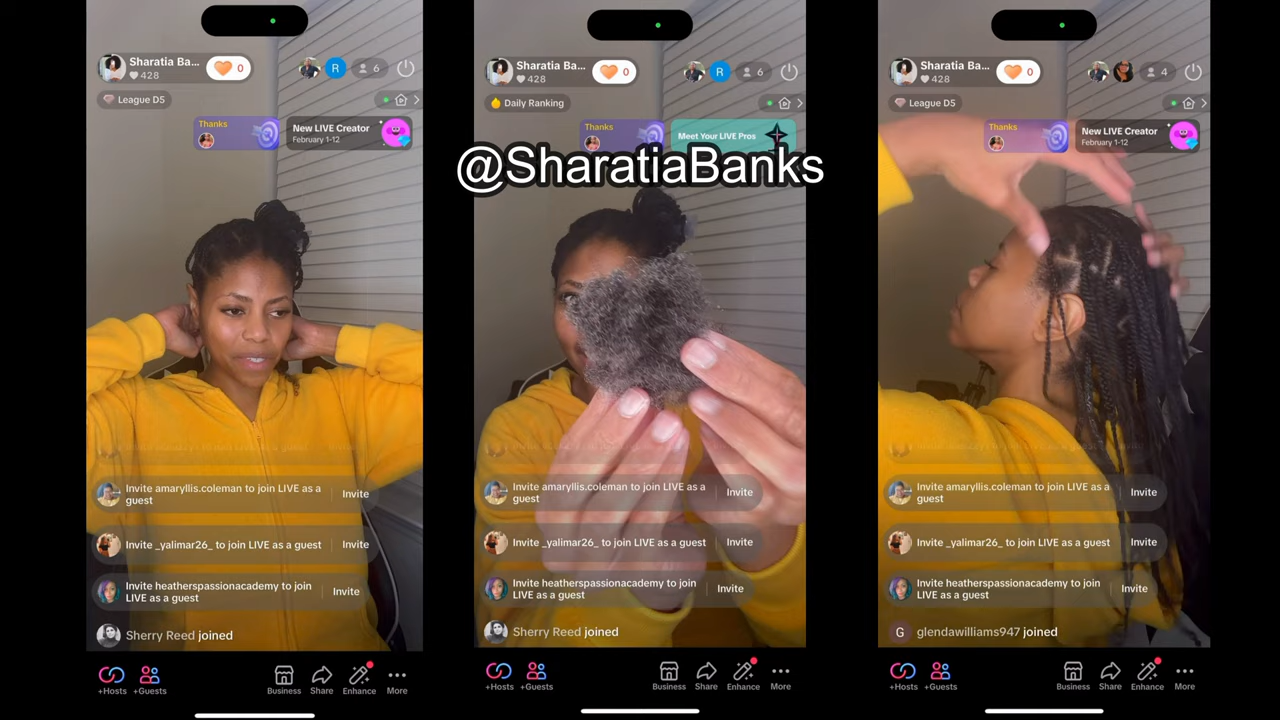 Sharatia Ba...
428
0
R
6
League D5
Thanks
New LIVE Creator
February 1-12
Invite amaryllis.coleman to join LIVE as a
guest
Invite
Invite _yalimar26_ to join LIVE as a guest
Invite
Invite heatherspassionacademy to join
LIVE as a guest
Invite
Sherry Reed joined
+Hosts
+Guests
Business
Share
Enhance
More
Sharatia Ba...
428
0
R
6
Daily Ranking
Thanks
Meet Your LIVE Pros
@SharatiaBanks
Invite amaryllis.coleman to join LIVE as a
guest
Invite
Invite _yalimar26_ to join LIVE as a guest
Invite
Invite heatherspassionacademy to join
LIVE as a guest
Invite
Sherry Reed joined
+Hosts
+Guests
Business
Share
Enhance
More
Sharatia Ba...
428
0
4
League D5
Thanks
New LIVE Creator
February 1-12
Invite amaryllis.coleman to join LIVE as a
guest
Invite
Invite _yalimar26_ to join LIVE as a guest
Invite
Invite heatherspassionacademy to join
LIVE as a guest
Invite
G
glendawilliams947 joined
+Hosts
+Guests
Business
Share
Enhance
More